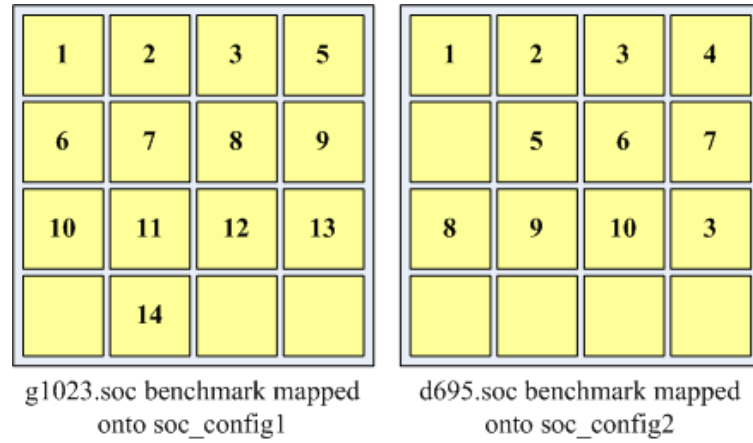 1 2 3 5
6 7 8 9
10 11 12 13
14
g1023.soc benchmark mapped
onto soc_config1
1 2 3 4
5 6 7
8 9 10 3
d695.soc benchmark mapped
onto soc_config2